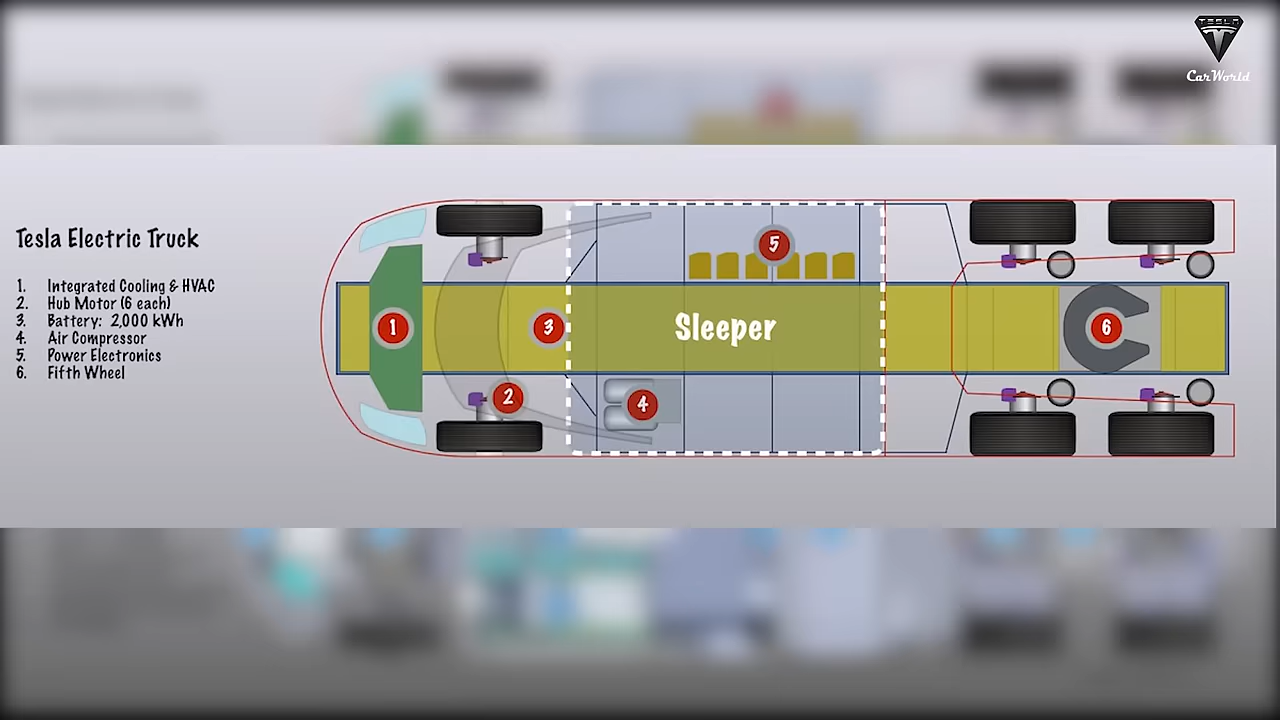 TESLA
CarWorld
Tesla Electric Truck
1. Integrated Cooling & HVAC
2. Hub Motor (6 each)
3. Battery: 2,000 kWh
4. Air Compressor
5. Power Electronics
6. Fifth Wheel
5
1
3
Sleeper
6
2
4